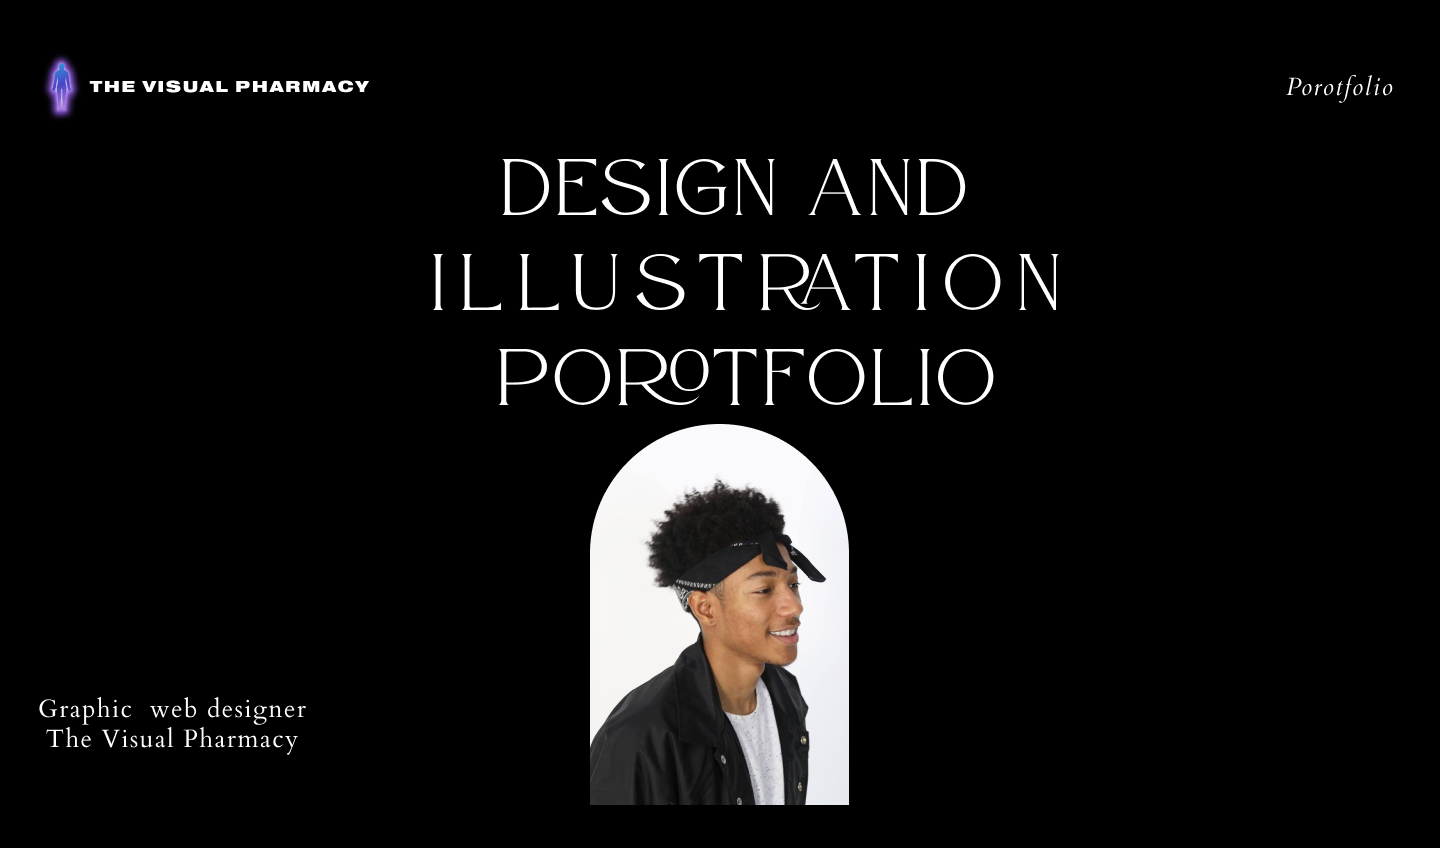 THE VISUAL PHARMACY
Porotfolio
DESIGN AND
ILLUSTRATION
POROTFOLIO
Graphic  web designer
The Visual Pharmacy